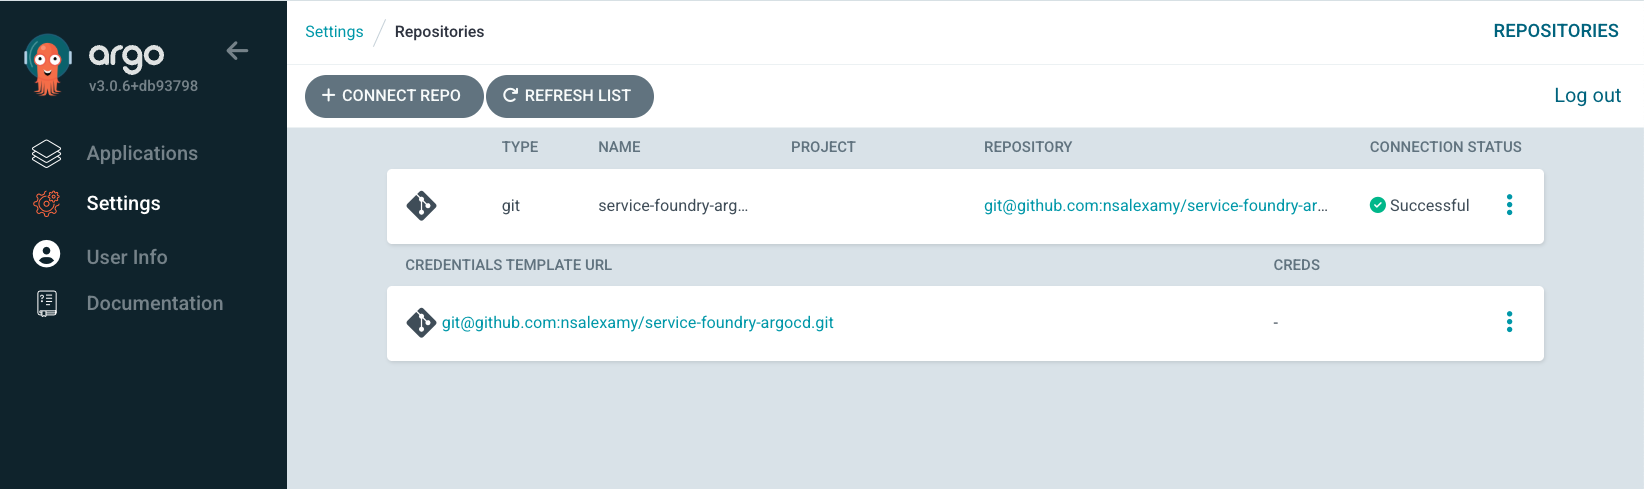 argo
v3.0.6+db93798
Applications
Settings
User Info
Documentation
Settings / Repositories
REPOSITORIES
+ CONNECT REPO
REFRESH LIST
Log out
TYPE NAME PROJECT REPOSITORY CONNECTION STATUS
git service-foundry-arg... git@github.com:nsalexamy/service-foundry-ar... Successful
CREDENTIALS TEMPLATE URL CREDS
git@github.com:nsalexamy/service-foundry-argocd.git -